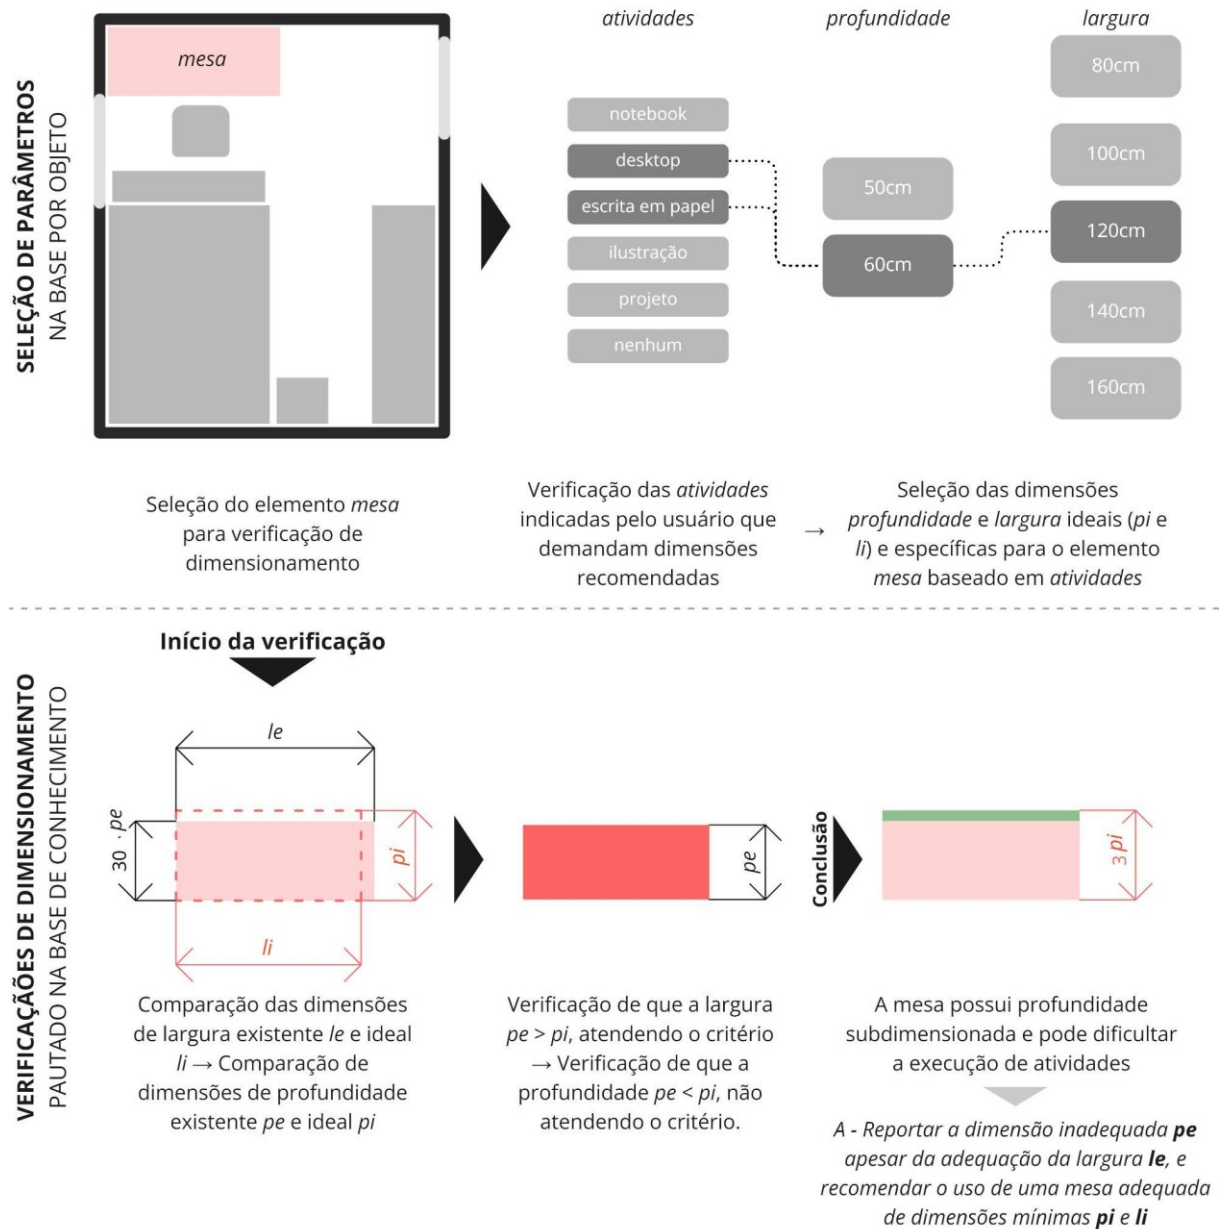 SELEÇÃO DE PARÂMETROS
NA BASE POR OBJETO
mesa
atividades
profundidade
largura
notebook
desktop
escrita em papel
ilustração
projeto
nenhum
50cm
60cm
80cm
100cm
120cm
140cm
160cm
Seleção do elemento mesa
para verificação de
dimensionamento
Verificação das atividades
indicadas pelo usuário que
demandam dimensões
recomendadas
→
Seleção das dimensões
profundidade e largura ideais (pi e
li) e específicas para o elemento
mesa baseado em atividades
VERIFICAÇÃOES DE DIMENSIONAMENTO
PAUTADO NA BASE DE CONHECIMENTO
Início da verificação
le
30 · pe
pi
li
Comparação das dimensões
de largura existente le e ideal
li → Comparação de
dimensões de profundidade
existente pe e ideal pi
pe
Verificação de que a largura
pe > pi, atendendo o critério
→ Verificação de que a
profundidade pe < pi, não
atendendo o critério.
Conclusão
3 pi
A mesa possui profundidade
subdimensionada e pode dificultar
a execução de atividades
A - Reportar a dimensão inadequada pe
apesar da adequação da largura le, e
recomendar o uso de uma mesa adequada
de dimensões mínimas pi e li